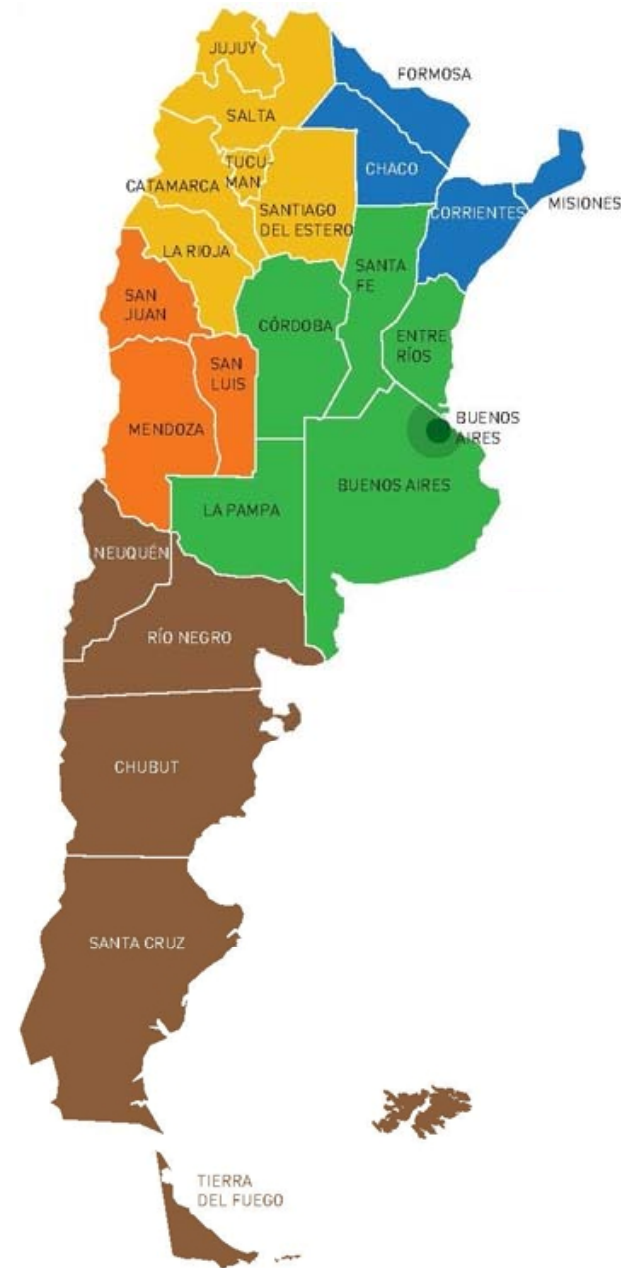 JUJUY
FORMOSA
SALTA
CHACO
TUCU-
MAN
CATAMARCA
MISIONES
SANTIAGO
DEL ESTERO
CORRIENTES
LA RIOJA
SANTA
FE
SAN
JUAN
CÓRDOBA
ENTRE
RÍOS
SAN
LUIS
BUENOS
AIRES
MENDOZA
BUENOS AIRES
LA PAMPA
NEUQUÉN
RÍO NEGRO
CHUBUT
SANTA CRUZ
TIERRA
DEL FUEGO